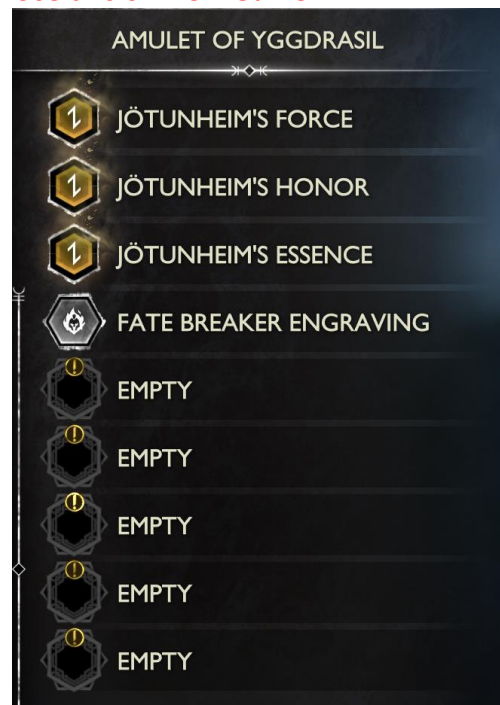 AMULET OF YGGDRASIL
JÖTUNHEIM'S FORCE
JÖTUNHEIM'S HONOR
JÖTUNHEIM'S ESSENCE
FATE BREAKER ENGRAVING
EMPTY
EMPTY
EMPTY
EMPTY
EMPTY